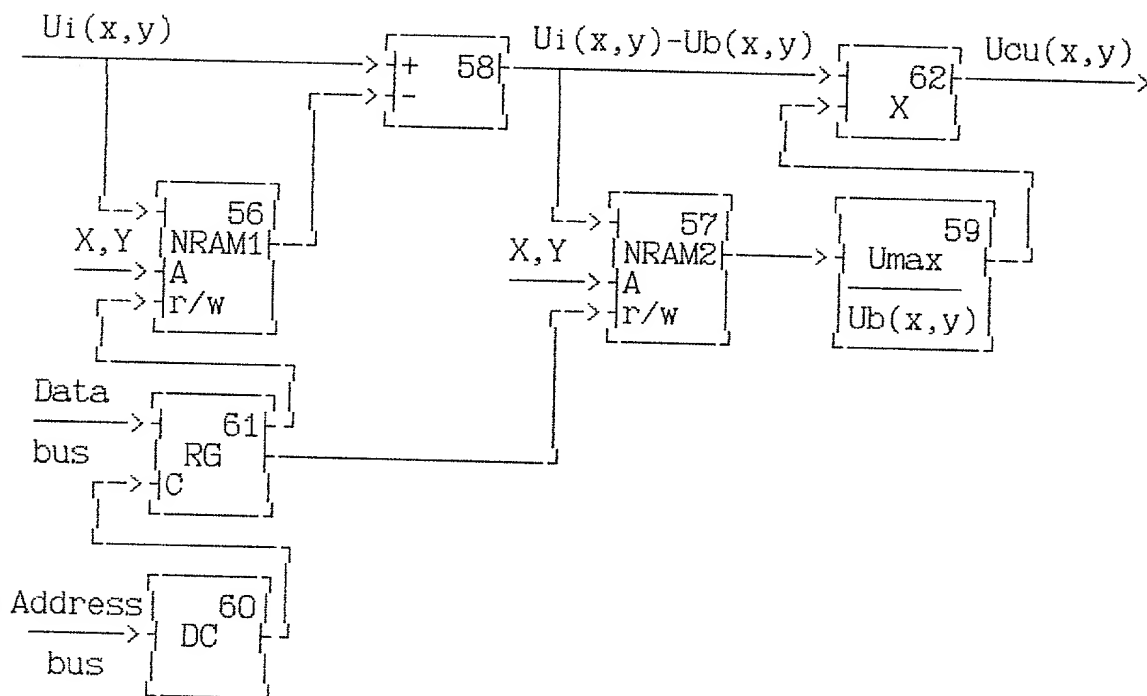 Ui(x,y)
Ui(x,y)-Ub(x,y)
Ucu(x,y)
+ 58
-
62
X
56
NRAM1
X,Y
A
r/w
57
NRAM2
X,Y
A
r/w
59
Umax
Ub(x,y)
Data
bus
61
RG
C
Address
bus
60
DC